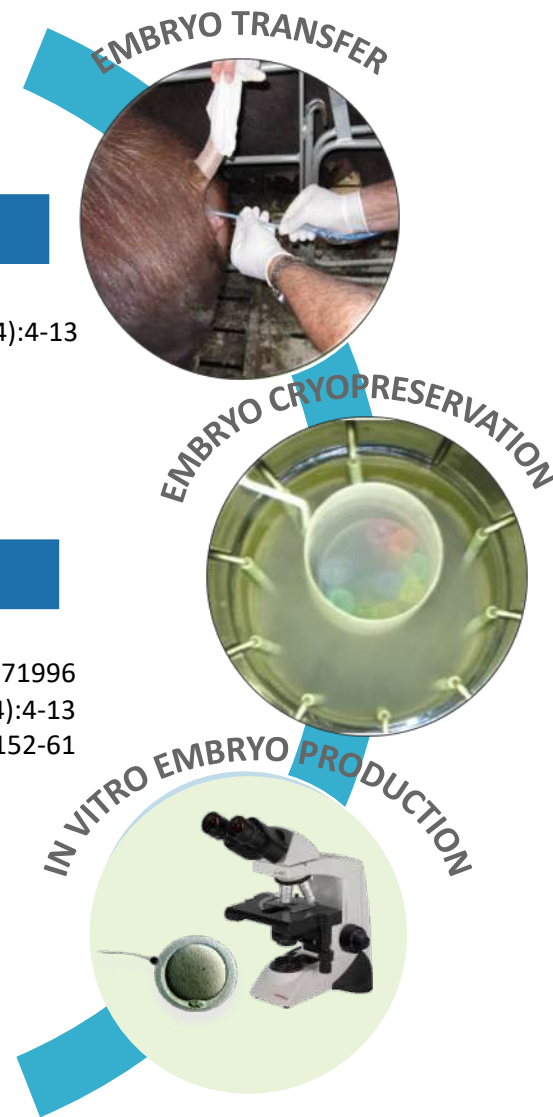 EMBRYO TRANSFER
4):4-13
EMBRYO CRYOPRESERVATION
71996
4):4-13
152-61
IN VITRO EMBRYO PRODUCTION